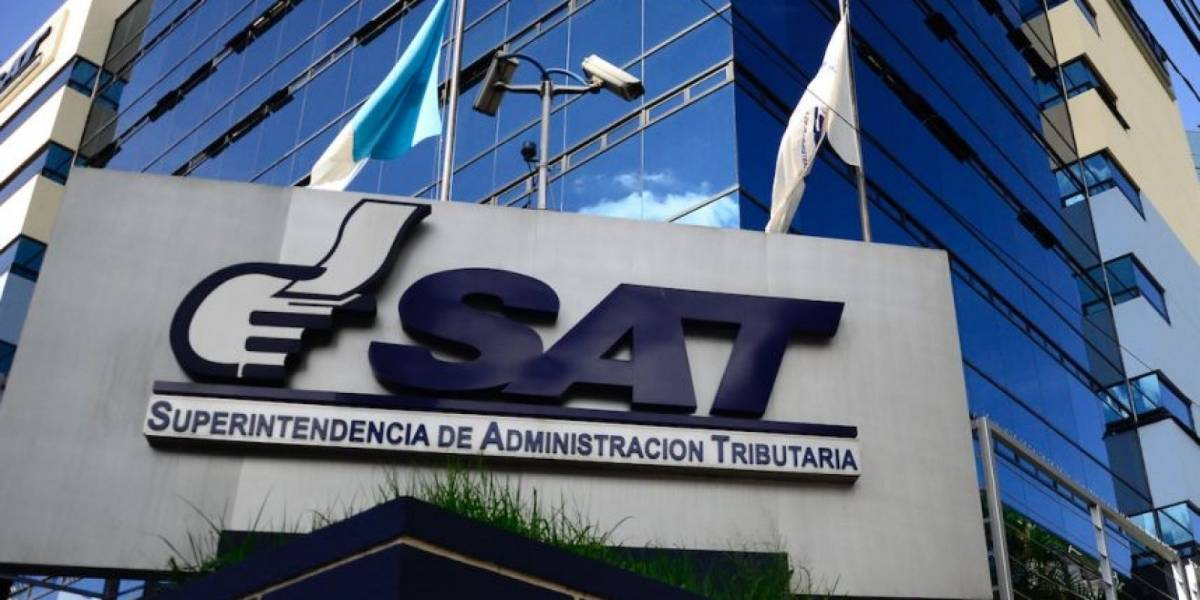 SAT
SUPERINTENDENCIA DE ADMINISTRACION TRIBUTARIA